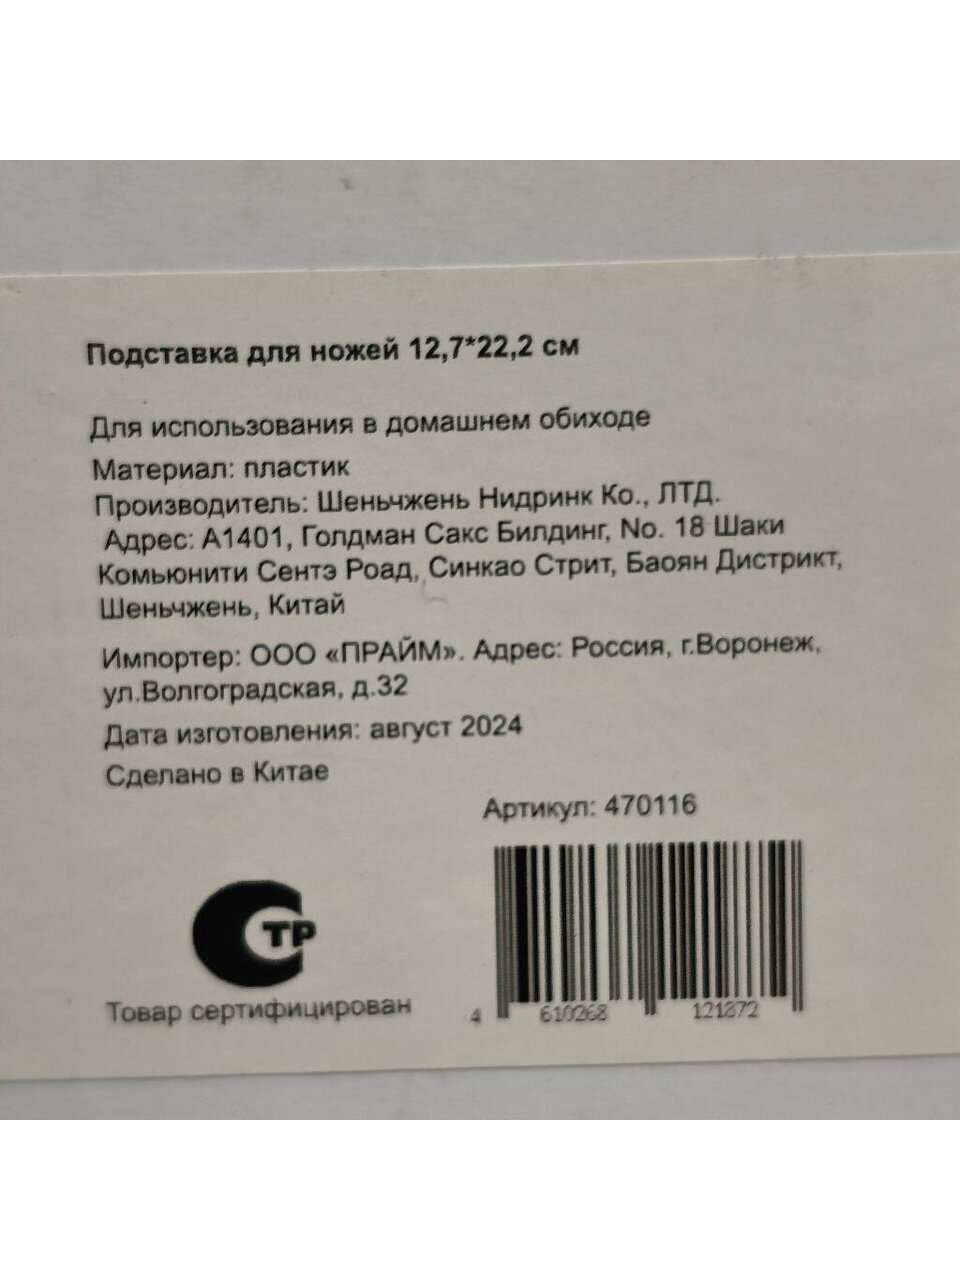 Подставка для ножей 12,7*22,2 см
Для использования в домашнем обиходе
Материал: пластик
Производитель: Шеньчжень Нидринк Ко., ЛТД.
Адрес: А1401, Голдман Сакс Билдинг, No. 18 Шаки
Комьюнити Сентэ Роад, Синкао Стрит, Баоян Дистрикт,
Шеньчжень, Китай
Импортер: ООО «ПРАЙМ». Адрес: Россия, г.Воронеж,
ул.Волгоградская, д.32
Дата изготовления: август 2024
Сделано в Китае
Артикул: 470116
СТР
Товар сертифицирован
4 610268 121872